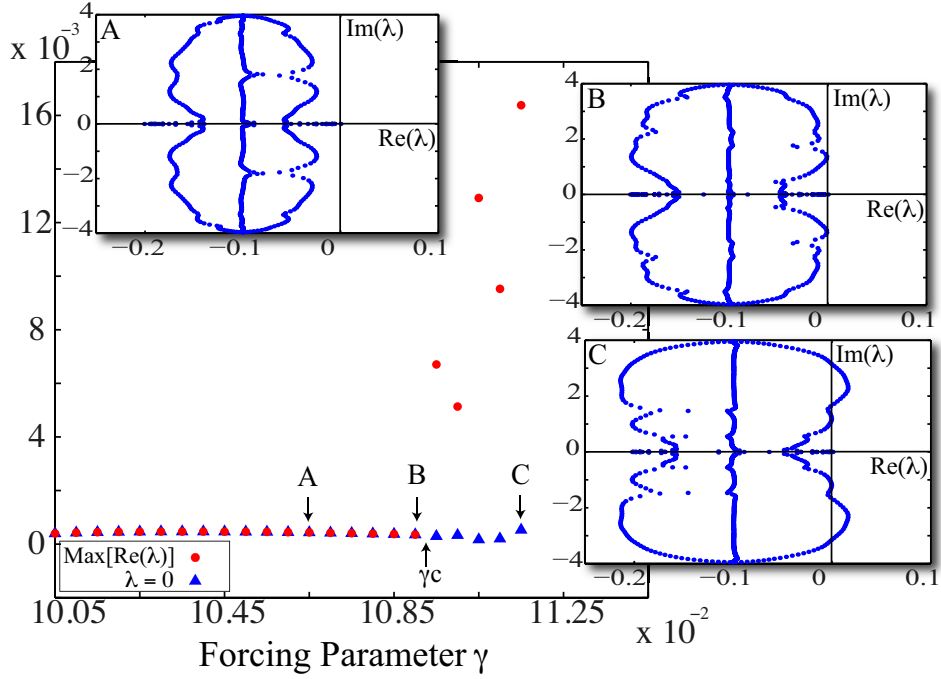 x 10⁻³
16
12
8
4
0
10.05
10.45
10.85
11.25
x 10⁻²
Forcing Parameter γ
Max[Re(λ)]
λ = 0
A
B
C
γc
A
Im(λ)
Re(λ)
4
2
0
−2
−4
−0.2
−0.1
0
0.1
B
Im(λ)
Re(λ)
4
2
0
−2
−4
−0.2
−0.1
0
0.1
C
Im(λ)
Re(λ)
4
2
0
−2
−4
−0.2
−0.1
0
0.1